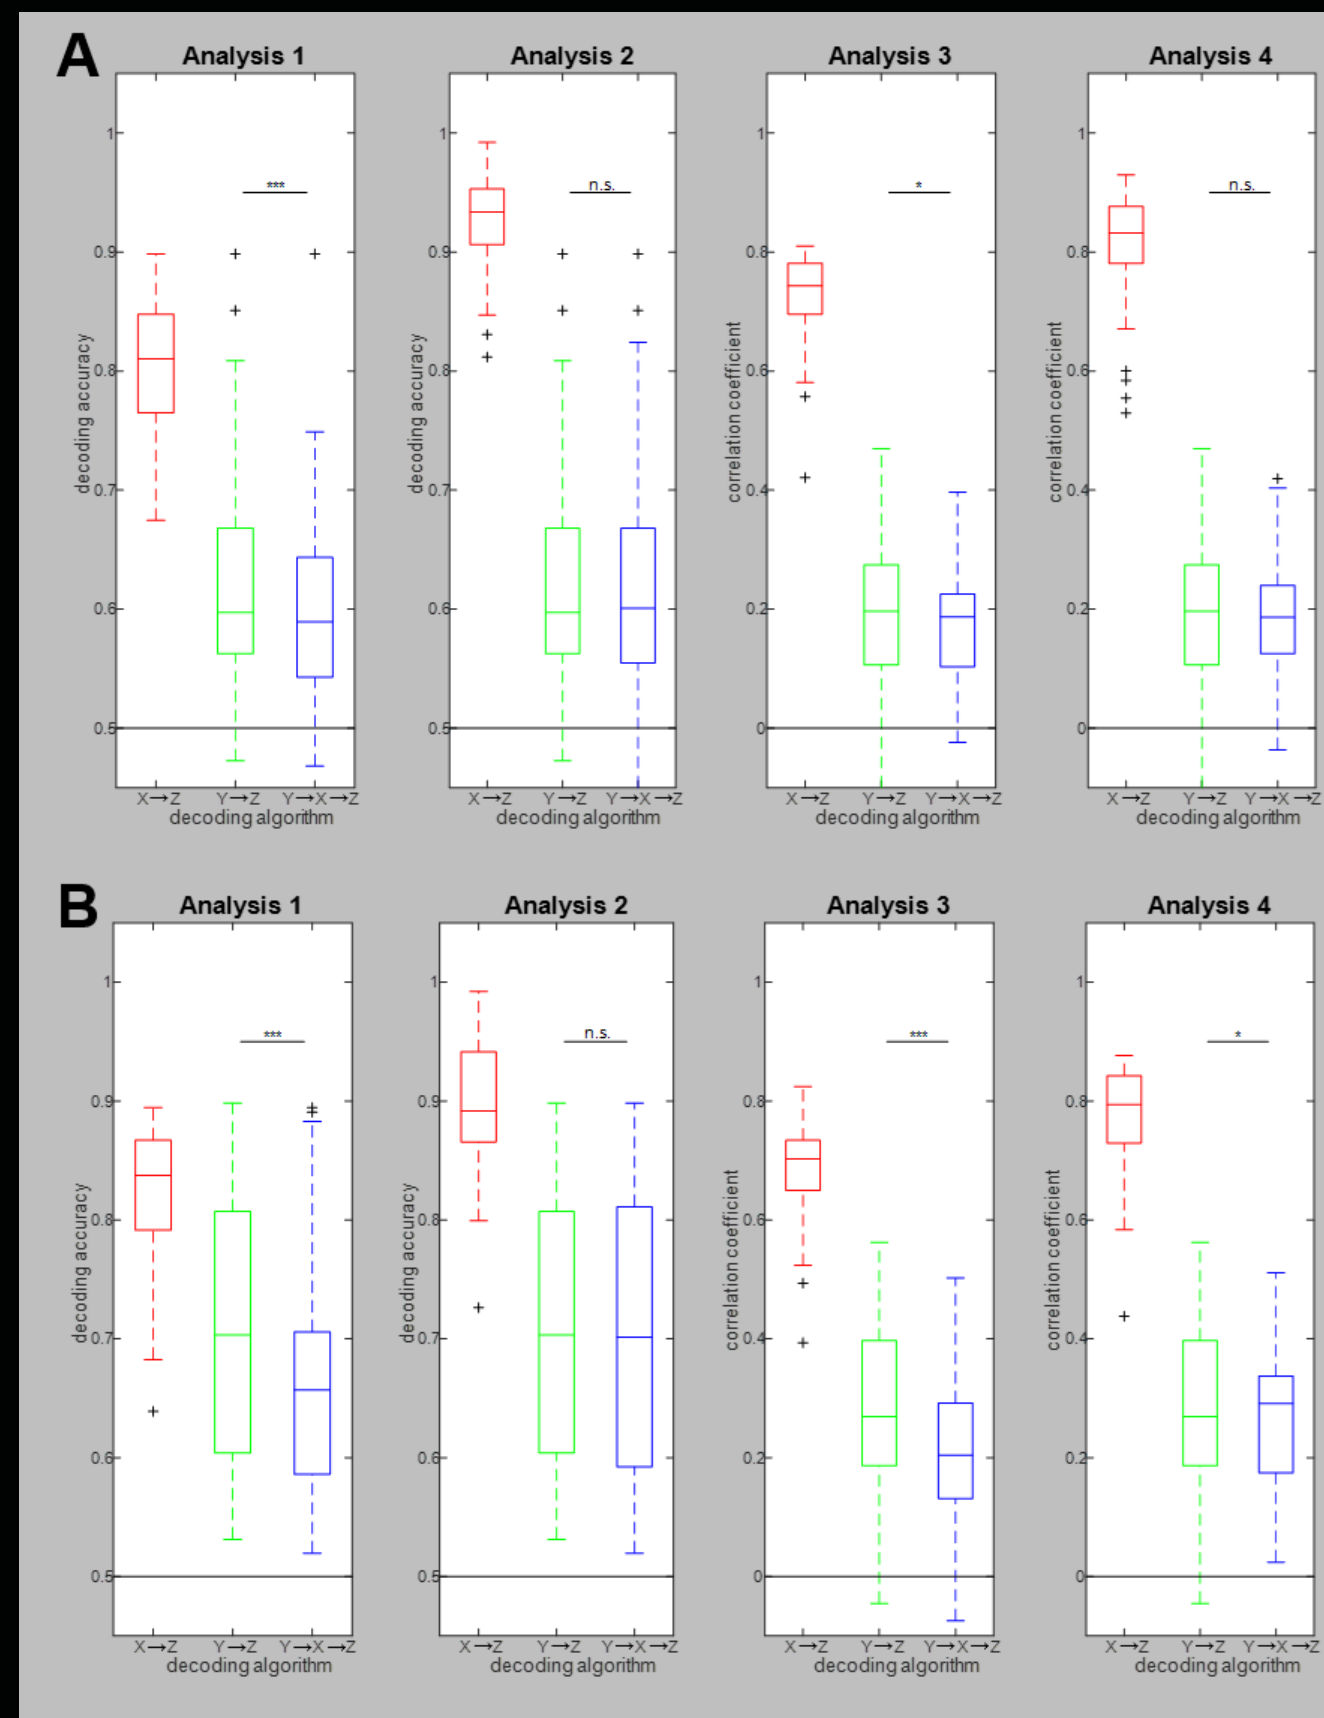 A
Analysis 1 Analysis 2 Analysis 3 Analysis 4
1 1 1 1
*** n.s. * n.s.
0.9 0.9 0.8 0.8
decoding accuracy decoding accuracy correlation coefficient correlation coefficient
0.8 0.8 0.6 0.6
0.7 0.7 0.4 0.4
0.6 0.6 0.2 0.2
0.5 0.5 0 0
X→Z Y→Z Y→X→Z X→Z Y→Z Y→X→Z X→Z Y→Z Y→X→Z X→Z Y→Z Y→X→Z
decoding algorithm decoding algorithm decoding algorithm decoding algorithm
B
Analysis 1 Analysis 2 Analysis 3 Analysis 4
1 1 1 1
*** n.s. *** *
0.9 0.9 0.8 0.8
decoding accuracy decoding accuracy correlation coefficient correlation coefficient
0.8 0.8 0.6 0.6
0.7 0.7 0.4 0.4
0.6 0.6 0.2 0.2
0.5 0.5 0 0
X→Z Y→Z Y→X→Z X→Z Y→Z Y→X→Z X→Z Y→Z Y→X→Z X→Z Y→Z Y→X→Z
decoding algorithm decoding algorithm decoding algorithm decoding algorithm